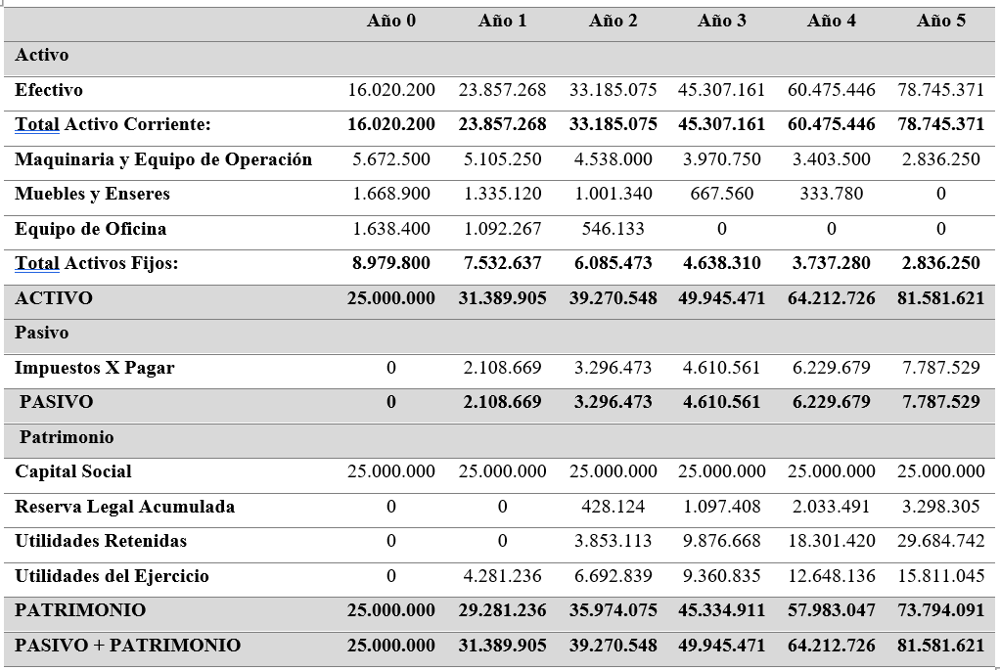 Año 0 Año 1 Año 2 Año 3 Año 4 Año 5
Activo
Efectivo 16.020.200 23.857.268 33.185.075 45.307.161 60.475.446 78.745.371
Total Activo Corriente: 16.020.200 23.857.268 33.185.075 45.307.161 60.475.446 78.745.371
Maquinaria y Equipo de Operación 5.672.500 5.105.250 4.538.000 3.970.750 3.403.500 2.836.250
Muebles y Enseres 1.668.900 1.335.120 1.001.340 667.560 333.780 0
Equipo de Oficina 1.638.400 1.092.267 546.133 0 0 0
Total Activos Fijos: 8.979.800 7.532.637 6.085.473 4.638.310 3.737.280 2.836.250
ACTIVO 25.000.000 31.389.905 39.270.548 49.945.471 64.212.726 81.581.621
Pasivo
Impuestos X Pagar 0 2.108.669 3.296.473 4.610.561 6.229.679 7.787.529
PASIVO 0 2.108.669 3.296.473 4.610.561 6.229.679 7.787.529
Patrimonio
Capital Social 25.000.000 25.000.000 25.000.000 25.000.000 25.000.000 25.000.000
Reserva Legal Acumulada 0 0 428.124 1.097.408 2.033.491 3.298.305
Utilidades Retenidas 0 0 3.853.113 9.876.668 18.301.420 29.684.742
Utilidades del Ejercicio 0 4.281.236 6.692.839 9.360.835 12.648.136 15.811.045
PATRIMONIO 25.000.000 29.281.236 35.974.075 45.334.911 57.983.047 73.794.091
PASIVO + PATRIMONIO 25.000.000 31.389.905 39.270.548 49.945.471 64.212.726 81.581.621